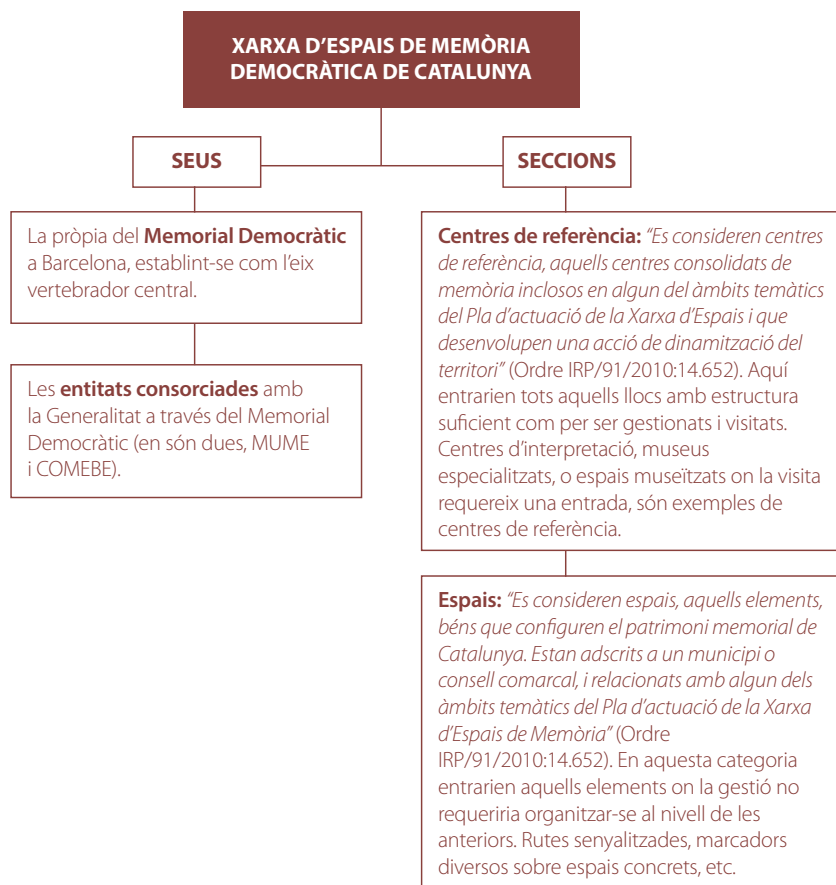 XARXA D'ESPAIS DE MEMÒRIA
DEMOCRÀTICA DE CATALUNYA
SEUS
La pròpia del Memorial Democràtic
a Barcelona, establint-se com l'eix
vertebrador central.
Les entitats consorciades amb
la Generalitat a través del Memorial
Democràtic (en són dues, MUME
i COMEBE).
SECCIONS
Centres de referència: “Es consideren centres
de referència, aquells centres consolidats de
memòria inclosos en algun del àmbits temàtics
del Pla d'actuació de la Xarxa d'Espais i que
desenvolupen una acció de dinamització del
territori” (Ordre IRP/91/2010:14.652). Aquí
entrarien tots aquells llocs amb estructura
suficient com per ser gestionats i visitats.
Centres d'interpretació, museus
especialitzats, o espais museïtzats on la visita
requereix una entrada, són exemples de
centres de referència.
Espais: “Es consideren espais, aquells elements,
béns que configuren el patrimoni memorial de
Catalunya. Estan adscrits a un municipi o
consell comarcal, i relacionats amb algun dels
àmbits temàtics del Pla d'actuació de la Xarxa
d'Espais de Memòria” (Ordre
IRP/91/2010:14.652). En aquesta categoria
entrarien aquells elements on la gestió no
requeriria organitzar-se al nivell de les
anteriors. Rutes senyalitzades, marcadors
diversos sobre espais concrets, etc.